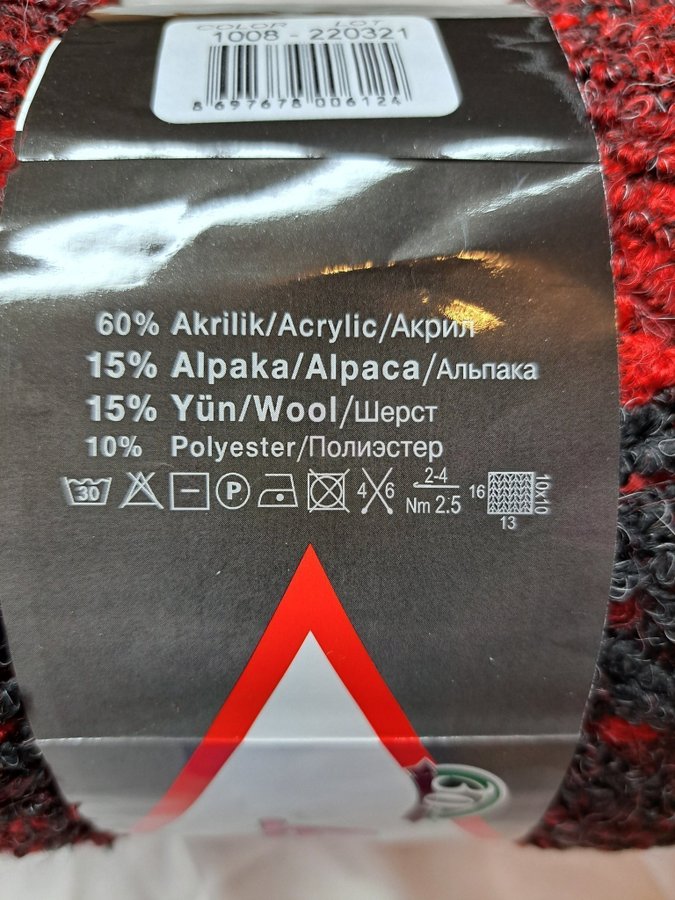 COLOR LOT
1008 - 220321
8 697678 006124
60% Akrilik/Acrylic/Акрил
15% Alpaka/Alpaca/Альпака
15% Yün/Wool/Шерст
10% Polyester/Полиэстер
30 P 4 6 2-4 Nm 2.5 16 10x10
13
30